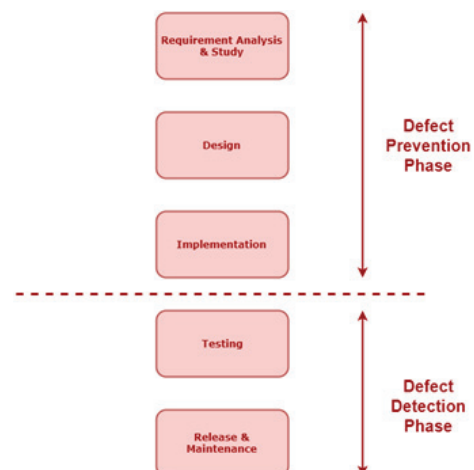 Requirement Analysis
& Study
Design
Implementation
Defect
Prevention
Phase
Testing
Release &
Maintenance
Defect
Detection
Phase